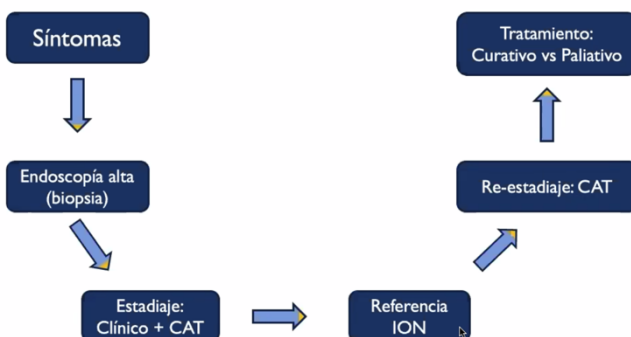 Síntomas
Endoscopía alta
(biopsia)
Estadiaje:
Clínico + CAT
Referencia
ION
Re-estadiaje: CAT
Tratamiento:
Curativo vs Paliativo